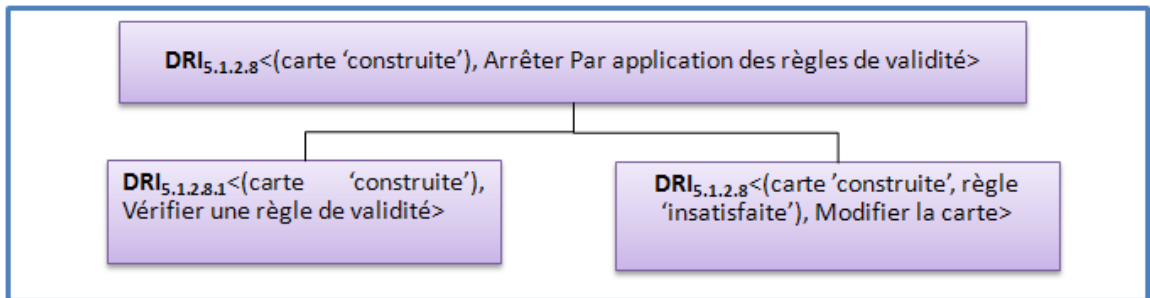 DRI5.1.2.8<(carte ‘construite’), Arrêter Par application des règles de validité>
DRI5.1.2.8.1<(carte ‘construite’),
Vérifier une règle de validité>
DRI5.1.2.8<(carte ’construite’, règle
‘insatisfaite’), Modifier la carte>